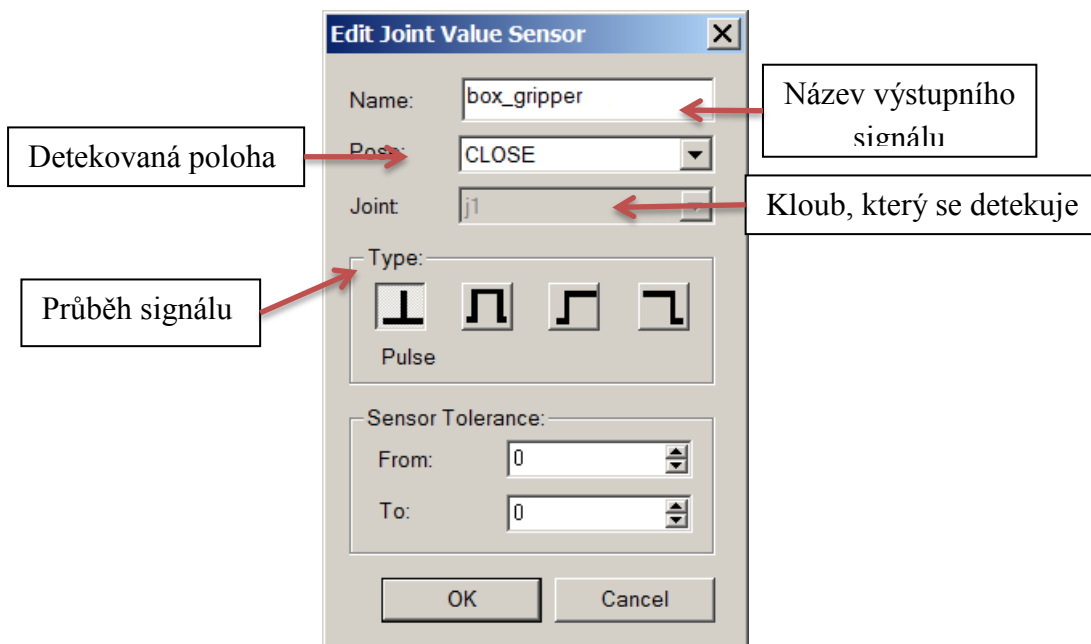 Edit Joint Value Sensor
Name:
box_gripper
Název výstupního
signálu
Detekovaná poloha
Pose:
CLOSE
Joint:
j1
Kloub, který se detekuje
Type:
Průběh signálu
Pulse
Sensor Tolerance:
From:
0
To:
0
OK
Cancel